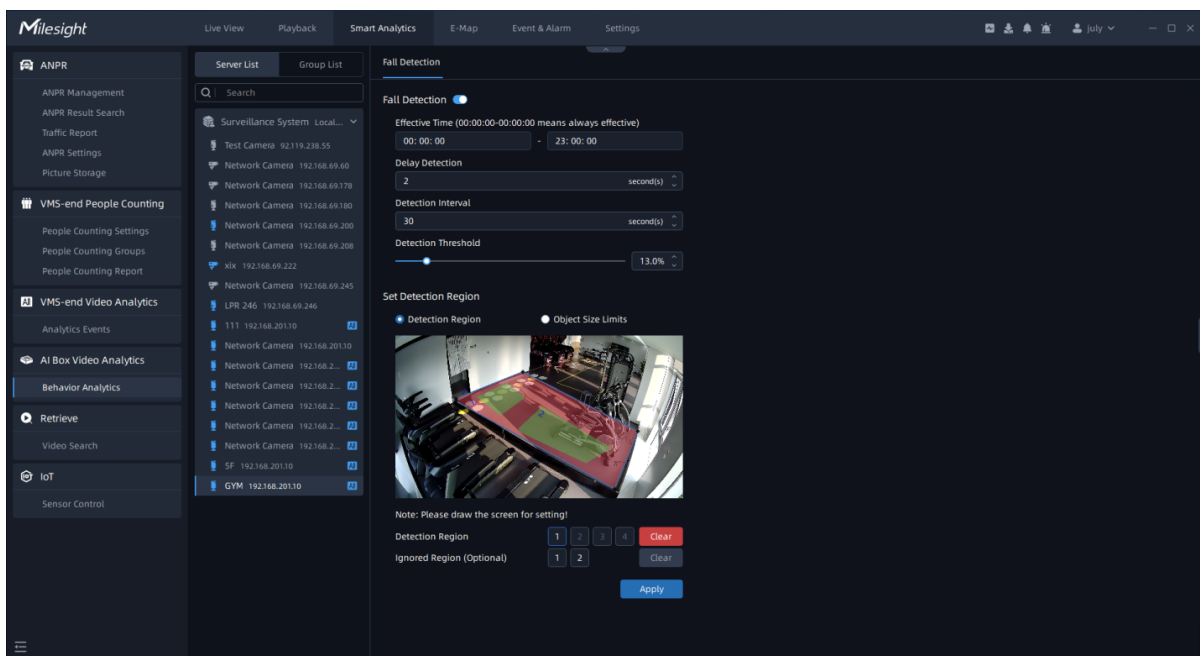 Milesight
Live View
Playback
Smart Analytics
E-Map
Event & Alarm
Settings
july
ANPR
ANPR Management
ANPR Result Search
Traffic Report
ANPR Settings
Picture Storage
VMS-end People Counting
People Counting Settings
People Counting Groups
People Counting Report
AI VMS-end Video Analytics
Analytics Events
AI Box Video Analytics
Behavior Analytics
Retrieve
Video Search
IoT
Sensor Control
Server List
Group List
Search
Surveillance System Local...
Test Camera 92.119.238.55
Network Camera 192.168.69.60
Network Camera 192.168.69.178
Network Camera 192.168.69.180
Network Camera 192.168.69.200
Network Camera 192.168.69.208
xix 192.168.69.222
Network Camera 192.168.69.245
LPR 246 192.168.69.246
111 192.168.201.10 AI
Network Camera 192.168.201.10
Network Camera 192.168.2... AI
Network Camera 192.168.2... AI
Network Camera 192.168.2... AI
Network Camera 192.168.2... AI
Network Camera 192.168.2... AI
5F 192.168.201.10 AI
GYM 192.168.201.10 AI
Fall Detection
Fall Detection
Effective Time (00:00:00-00:00:00 means always effective)
00: 00: 00 - 23: 00: 00
Delay Detection
2 second(s)
Detection Interval
30 second(s)
Detection Threshold
13.0%
Set Detection Region
Detection Region
Object Size Limits
2
Note: Please draw the screen for setting!
Detection Region 1 2 3 4 Clear
Ignored Region (Optional) 1 2 Clear
Apply